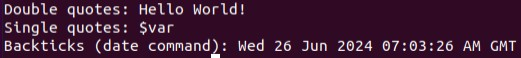 Double quotes: Hello World!
Single quotes: $var
Backticks (date command): Wed 26 Jun 2024 07:03:26 AM GMT